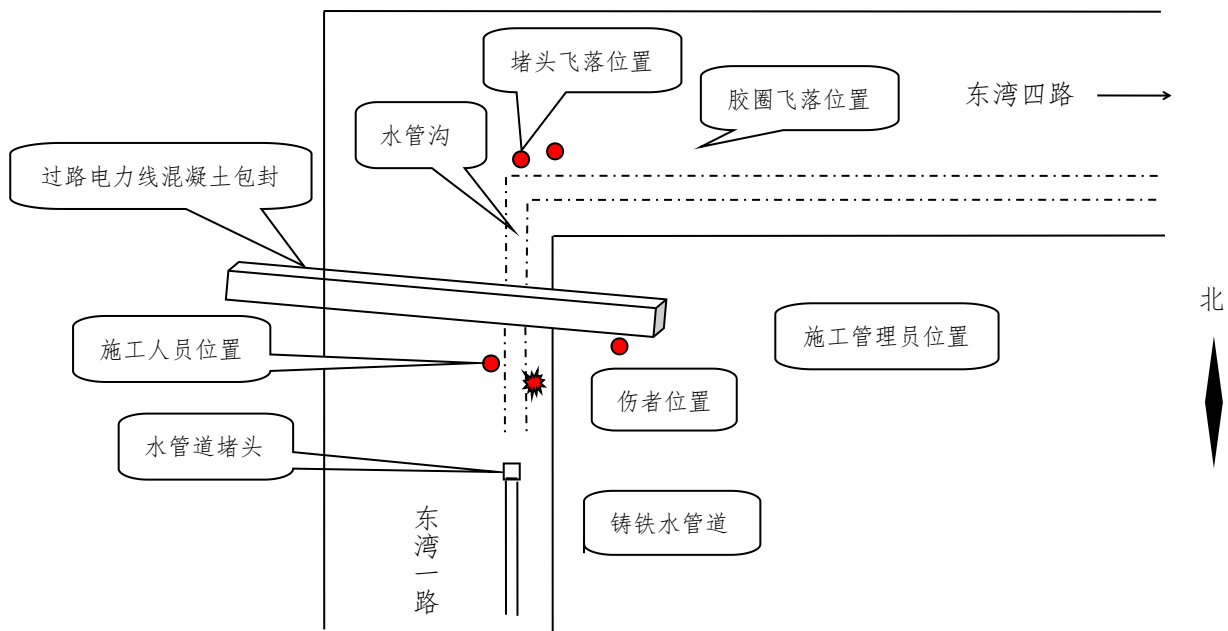 堵头飞落位置
胶圈飞落位置
东湾四路
水管沟
过路电力线混凝土包封
北
施工人员位置
施工管理员位置
伤者位置
水管道堵头
铸铁水管道
东湾一路